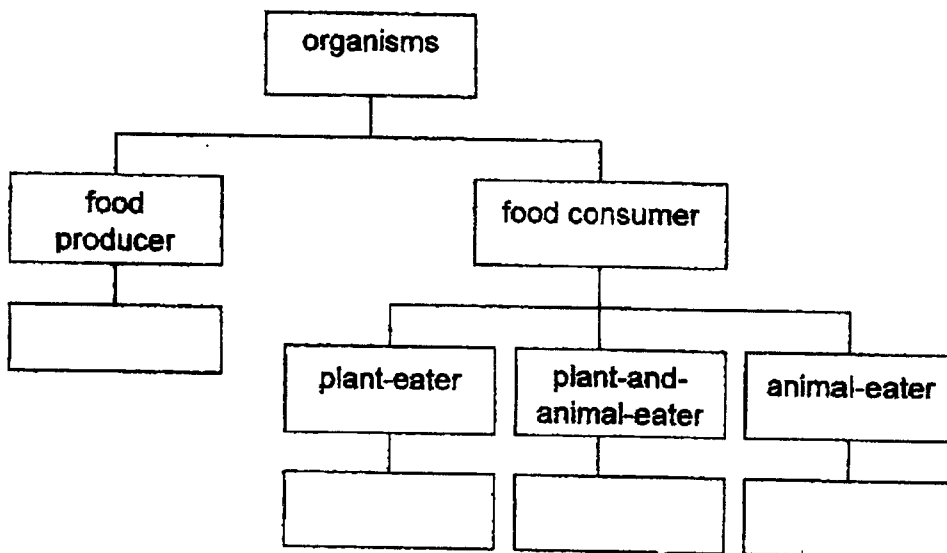 organisms
food
producer
food consumer
plant-eater
plant-and-
animal-eater
animal-eater